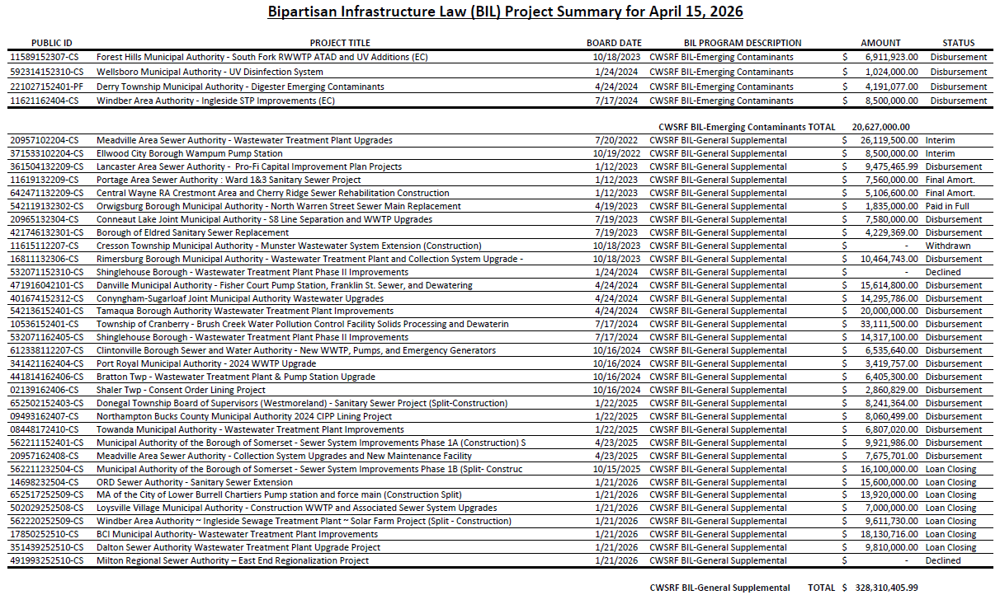 Bipartisan Infrastructure Law (BIL) Project Summary for April 15, 2026
PUBLIC ID PROJECT TITLE BOARD DATE BIL PROGRAM DESCRIPTION AMOUNT STATUS
11589152307-CS Forest Hills Municipal Authority - South Fork RWWTP ATAD and UV Additions (EC) 10/18/2023 CWSRF BIL-Emerging Contaminants $ 6,911,923.00 Disbursement
592314152310-CS Wellsboro Municipal Authority - UV Disinfection System 1/24/2024 CWSRF BIL-Emerging Contaminants $ 1,024,000.00 Disbursement
221027152401-PF Derry Township Municipal Authority - Digester Emerging Contaminants 4/24/2024 CWSRF BIL-Emerging Contaminants $ 4,191,077.00 Disbursement
11621162404-CS Windber Area Authority - Ingleside STP Improvements (EC) 7/17/2024 CWSRF BIL-Emerging Contaminants $ 8,500,000.00 Disbursement
CWSRF BIL-Emerging Contaminants TOTAL 20,627,000.00
20957102204-CS Meadville Area Sewer Authority - Wastewater Treatment Plant Upgrades 7/20/2022 CWSRF BIL-General Supplemental $ 26,119,500.00 Interim
371533102204-CS Ellwood City Borough Wampum Pump Station 10/19/2022 CWSRF BIL-General Supplemental $ 8,500,000.00 Interim
361504132209-CS Lancaster Area Sewer Authority - Pro-Fi Capital Improvement Plan Projects 1/12/2023 CWSRF BIL-General Supplemental $ 9,475,465.99 Disbursement
11619132209-CS Portage Area Sewer Authority : Ward 1&3 Sanitary Sewer Project 1/12/2023 CWSRF BIL-General Supplemental $ 7,560,000.00 Final Amort.
642471132209-CS Central Wayne RA Crestmont Area and Cherry Ridge Sewer Rehabilitation Construction 1/12/2023 CWSRF BIL-General Supplemental $ 5,106,600.00 Final Amort.
542119132302-CS Orwigsburg Borough Municipal Authority - North Warren Street Sewer Main Replacement 4/19/2023 CWSRF BIL-General Supplemental $ 1,835,000.00 Paid in Full
20965132304-CS Conneaut Lake Joint Municipal Authority - S8 Line Separation and WWTP Upgrades 7/19/2023 CWSRF BIL-General Supplemental $ 7,580,000.00 Disbursement
421746132301-CS Borough of Eldred Sanitary Sewer Replacement 7/19/2023 CWSRF BIL-General Supplemental $ 4,229,369.00 Disbursement
11615112207-CS Cresson Township Municipal Authority - Munster Wastewater System Extension (Construction) 10/18/2023 CWSRF BIL-General Supplemental $ - Withdrawn
16811132306-CS Rimersburg Borough Municipal Authority - Wastewater Treatment Plant and Collection System Upgrade - 10/18/2023 CWSRF BIL-General Supplemental $ 10,464,743.00 Disbursement
532071152310-CS Shinglehouse Borough - Wastewater Treatment Plant Phase II Improvements 1/24/2024 CWSRF BIL-General Supplemental $ - Declined
471916042101-CS Danville Municipal Authority - Fisher Court Pump Station, Franklin St. Sewer, and Dewatering 4/24/2024 CWSRF BIL-General Supplemental $ 15,614,800.00 Disbursement
401674152312-CS Conyngham-Sugarloaf Joint Municipal Authority Wastewater Upgrades 4/24/2024 CWSRF BIL-General Supplemental $ 14,295,786.00 Disbursement
542136152401-CS Tamaqua Borough Authority Wastewater Treatment Plant Improvements 4/24/2024 CWSRF BIL-General Supplemental $ 20,000,000.00 Disbursement
10536152401-CS Township of Cranberry - Brush Creek Water Pollution Control Facility Solids Processing and Dewaterin 7/17/2024 CWSRF BIL-General Supplemental $ 33,111,500.00 Disbursement
532071162405-CS Shinglehouse Borough - Wastewater Treatment Plant Phase II Improvements 7/17/2024 CWSRF BIL-General Supplemental $ 14,317,100.00 Disbursement
612338112207-CS Clintonville Borough Sewer and Water Authority - New WWTP, Pumps, and Emergency Generators 10/16/2024 CWSRF BIL-General Supplemental $ 6,535,640.00 Disbursement
341421162404-CS Port Royal Municipal Authority - 2024 WWTP Upgrade 10/16/2024 CWSRF BIL-General Supplemental $ 3,419,757.00 Disbursement
441814162406-CS Bratton Twp - Wastewater Treatment Plant & Pump Station Upgrade 10/16/2024 CWSRF BIL-General Supplemental $ 6,405,300.00 Disbursement
02139162406-CS Shaler Twp - Consent Order Lining Project 10/16/2024 CWSRF BIL-General Supplemental $ 2,860,829.00 Disbursement
652502152403-CS Donegal Township Board of Supervisors (Westmoreland) - Sanitary Sewer Project (Split-Construction) 1/22/2025 CWSRF BIL-General Supplemental $ 8,241,364.00 Disbursement
09493162407-CS Northampton Bucks County Municipal Authority 2024 CIPP Lining Project 1/22/2025 CWSRF BIL-General Supplemental $ 8,060,499.00 Disbursement
08448172410-CS Towanda Municipal Authority - Wastewater Treatment Plant Improvements 1/22/2025 CWSRF BIL-General Supplemental $ 6,807,020.00 Disbursement
562211152401-CS Municipal Authority of the Borough of Somerset - Sewer System Improvements Phase 1A (Construction) S 4/23/2025 CWSRF BIL-General Supplemental $ 9,921,986.00 Disbursement
20957162408-CS Meadville Area Sewer Authority - Collection System Upgrades and New Maintenance Facility 4/23/2025 CWSRF BIL-General Supplemental $ 7,675,701.00 Disbursement
562211232504-CS Municipal Authority of the Borough of Somerset - Sewer System Improvements Phase 1B (Split- Construc 10/15/2025 CWSRF BIL-General Supplemental $ 16,100,000.00 Loan Closing
14698232504-CS ORD Sewer Authority - Sanitary Sewer Extension 1/21/2026 CWSRF BIL-General Supplemental $ 15,600,000.00 Loan Closing
652517252509-CS MA of the City of Lower Burrell Chartiers Pump station and force main (Construction Split) 1/21/2026 CWSRF BIL-General Supplemental $ 13,920,000.00 Loan Closing
502029252508-CS Loysville Village Municipal Authority - Construction WWTP and Associated Sewer System Upgrades 1/21/2026 CWSRF BIL-General Supplemental $ 7,000,000.00 Loan Closing
562220252509-CS Windber Area Authority ~ Ingleside Sewage Treatment Plant ~ Solar Farm Project (Split - Construction) 1/21/2026 CWSRF BIL-General Supplemental $ 9,611,730.00 Loan Closing
17850252510-CS BCI Municipal Authority- Wastewater Treatment Plant Improvements 1/21/2026 CWSRF BIL-General Supplemental $ 18,130,716.00 Loan Closing
351439252510-CS Dalton Sewer Authority Wastewater Treatment Plant Upgrade Project 1/21/2026 CWSRF BIL-General Supplemental $ 9,810,000.00 Loan Closing
491993252510-CS Milton Regional Sewer Authority – East End Regionalization Project 1/21/2026 CWSRF BIL-General Supplemental $ - Declined
CWSRF BIL-General Supplemental TOTAL $ 328,310,405.99